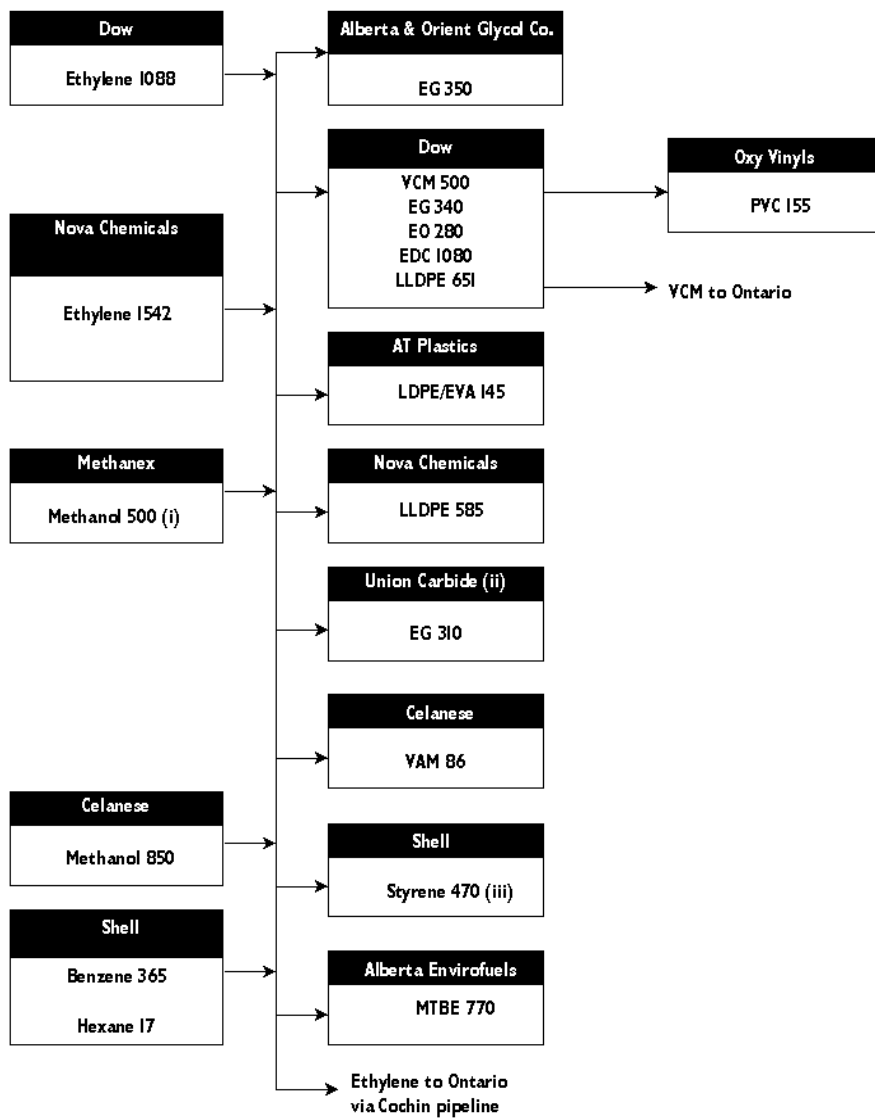 Dow
Ethylene 1088
Nova Chemicals
Ethylene 1542
Methanex
Methanol 500 (i)
Celanese
Methanol 850
Shell
Benzene 365
Hexane 17
Alberta & Orient Glycol Co.
EG 350
Dow
VCM 500
EG 340
EO 280
EDC 1080
LLDPE 651
AT Plastics
LDPE/EVA 145
Nova Chemicals
LLDPE 585
Union Carbide (ii)
EG 310
Celanese
VAM 86
Shell
Styrene 470 (iii)
Alberta Envirofuels
MTBE 770
Ethylene to Ontario
via Cochin pipeline
Oxy Vinyls
PVC 155
VCM to Ontario